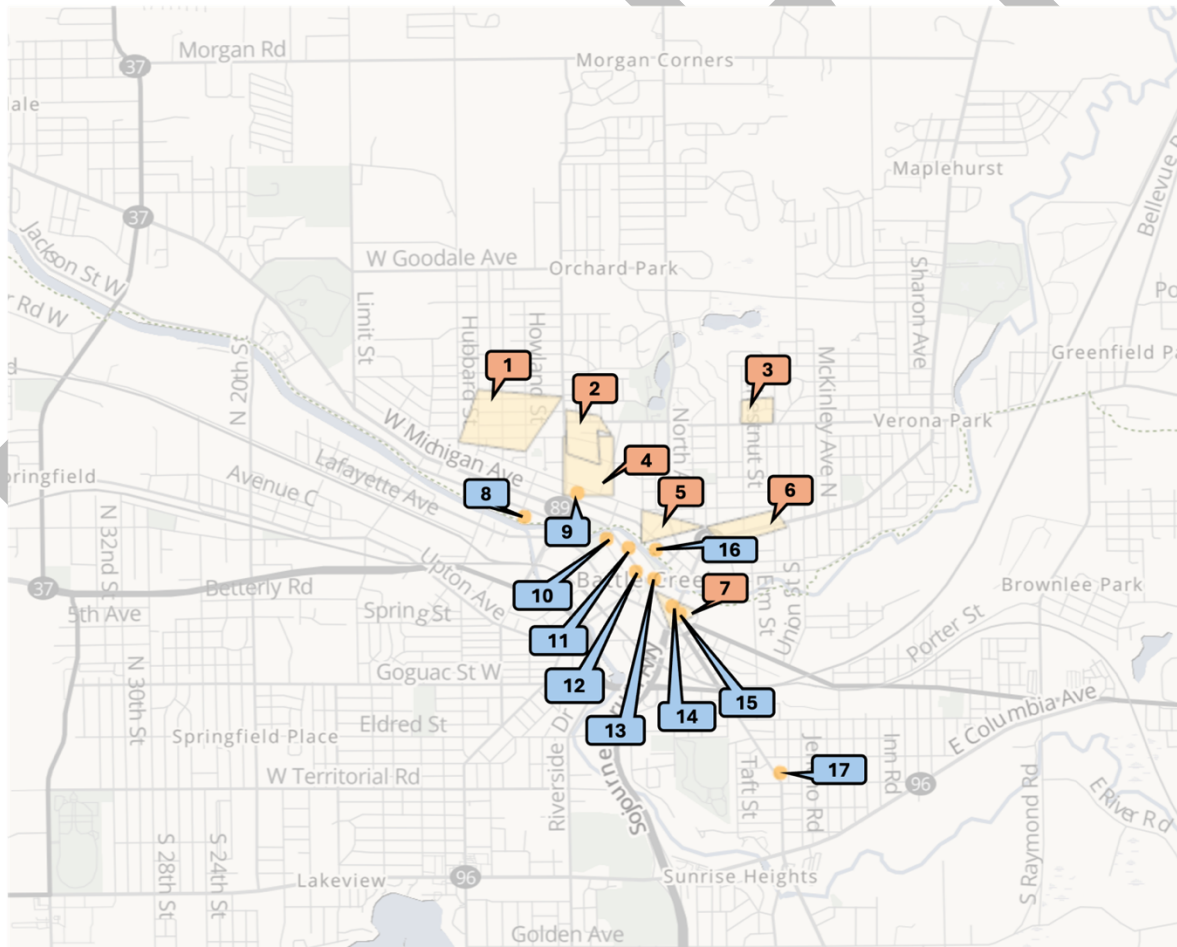 Morgan Rd
Morgan Corners
37
ale
Maplehurst
Bellevue
37
Jackson St W
W Goodale Ave
Orchard Park
Sharon Ave
Po
r Rd W
Limit St
Hubbard S
Howland St
N 20th St
McKinley Ave N
Greenfield Pa
d
1
2
3
W Michigan Ave
North A
stnut St
Verona Park
pringfield
Avenue C
Lafayette Ave
4
5
6
8
89
9
16
N 32nd St
Upton Ave
Battle Creek
10
7
37
Betterly Rd
5th Ave
Spring St
Elm St
Union St S
Brownlee Park
Porter St
11
12
13
14
15
N 30th St
Goguac St W
Eldred St
Springfield Place
Riverside Dr
E Columbia Ave
W Territorial Rd
Sojourne
Taft St
17
Inn Rd
96
S Raymond Rd
E River Rd
S 28th St
S 24th St
Lakeview
96
Sunrise Heights
Golden Ave